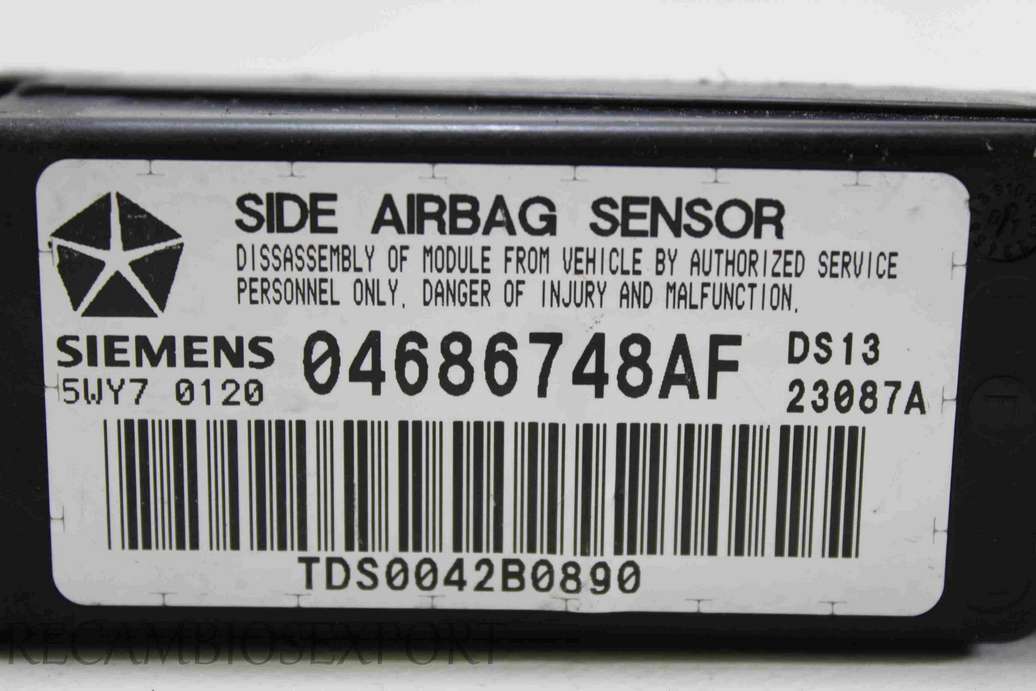 SIDE AIRBAG SENSOR
DISSASSEMBLY OF MODULE FROM VEHICLE BY AUTHORIZED SERVICE
PERSONNEL ONLY. DANGER OF INJURY AND MALFUNCTION.
SIEMENS 04686748AF DS13
5WY7 0120 23087A
TDS0042B0890
RECAMBIOSEXPORT